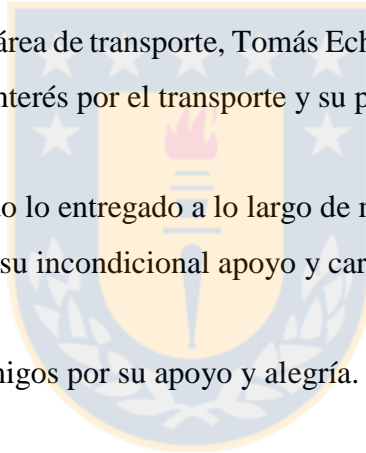 área de transporte, Tomás Ech
nterés por el transporte y su p
o lo entregado a lo largo de
su incondicional apoyo y car
nigos por su apoyo y alegría.